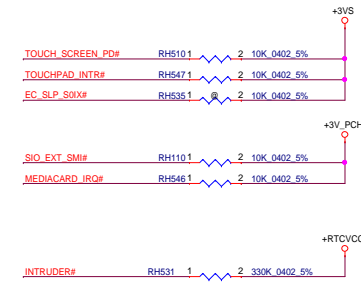 +3VS
TOUCH_SCREEN_PD# RH510 1 2 10K_0402_5%
TOUCHPAD_INTR# RH547 1 2 10K_0402_5%
EC_SLP_S0IX# RH535 1 @ 2 10K_0402_5%
+3V_PCH
SIO_EXT_SMI# RH110 1 2 10K_0402_5%
MEDIACARD_IRQ# RH546 1 2 10K_0402_5%
+RTCVCC
INTRUDER# RH531 1 2 330K_0402_5%